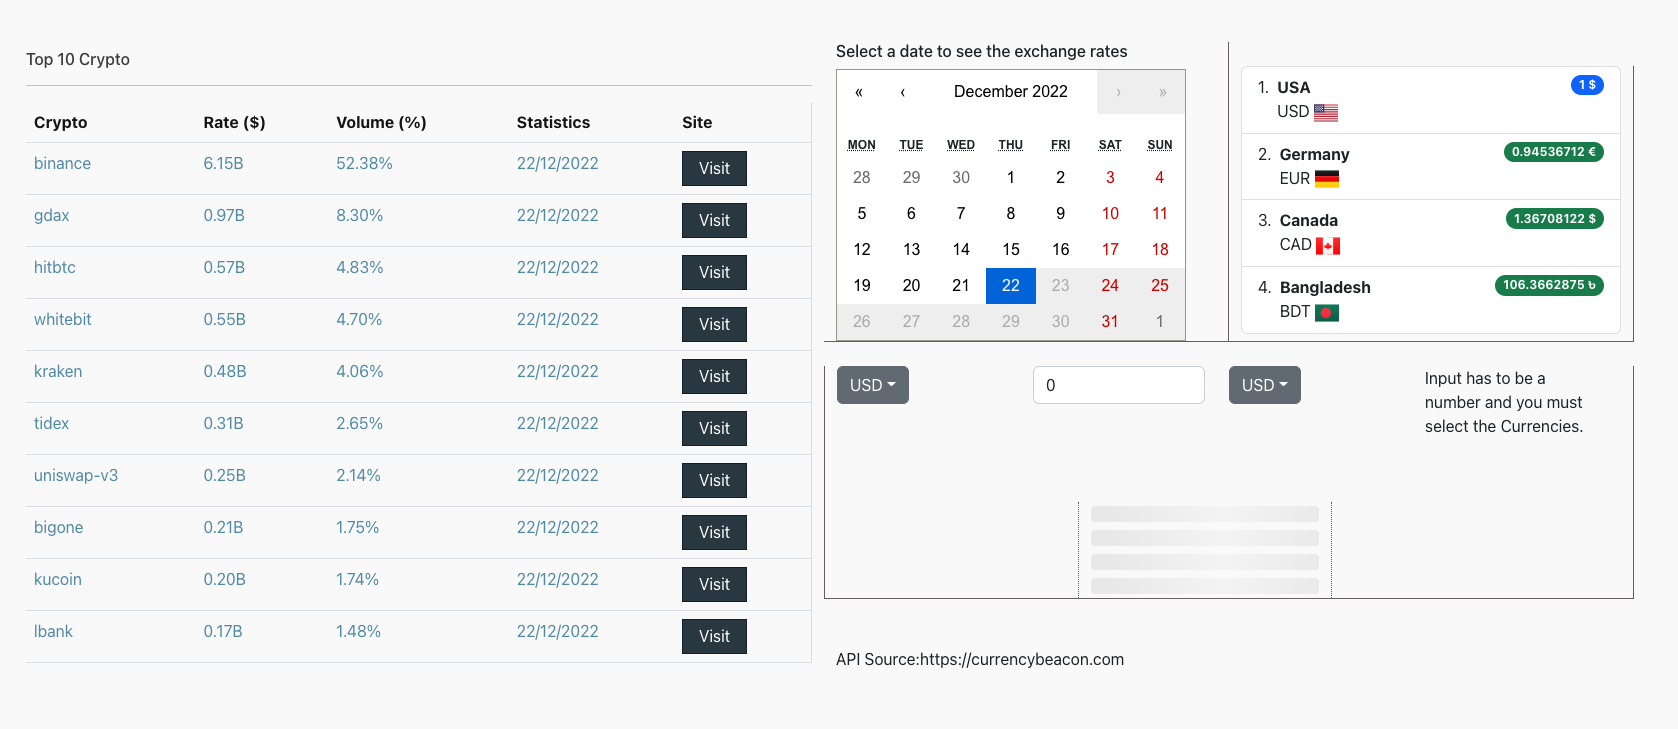 Top 10 Crypto
Crypto Rate ($) Volume (%) Statistics Site
binance 6.15B 52.38% 22/12/2022 Visit
gdax 0.97B 8.30% 22/12/2022 Visit
hitbtc 0.57B 4.83% 22/12/2022 Visit
whitebit 0.55B 4.70% 22/12/2022 Visit
kraken 0.48B 4.06% 22/12/2022 Visit
tidex 0.31B 2.65% 22/12/2022 Visit
uniswap-v3 0.25B 2.14% 22/12/2022 Visit
bigone 0.21B 1.75% 22/12/2022 Visit
kucoin 0.20B 1.74% 22/12/2022 Visit
lbank 0.17B 1.48% 22/12/2022 Visit
Select a date to see the exchange rates
« ‹ December 2022 › »
MON TUE WED THU FRI SAT SUN
28 29 30 1 2 3 4
5 6 7 8 9 10 11
12 13 14 15 16 17 18
19 20 21 22 23 24 25
26 27 28 29 30 31 1
1. USA 1 $
USD
2. Germany 0.94536712 €
EUR
3. Canada 1.36708122 $
CAD
4. Bangladesh 106.3662875 ৳
BDT
USD 0 USD
Input has to be a
number and you must
select the Currencies.
API Source:https://currencybeacon.com